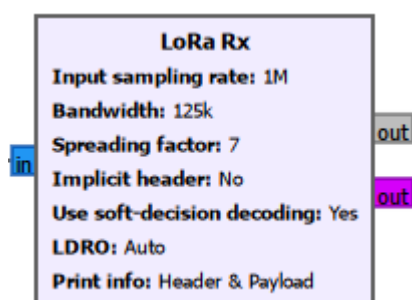 LoRa Rx
Input sampling rate: 1M
Bandwidth: 125k
Spreading factor: 7
Implicit header: No
Use soft-decision decoding: Yes
LDRO: Auto
Print info: Header & Payload
in
out
out